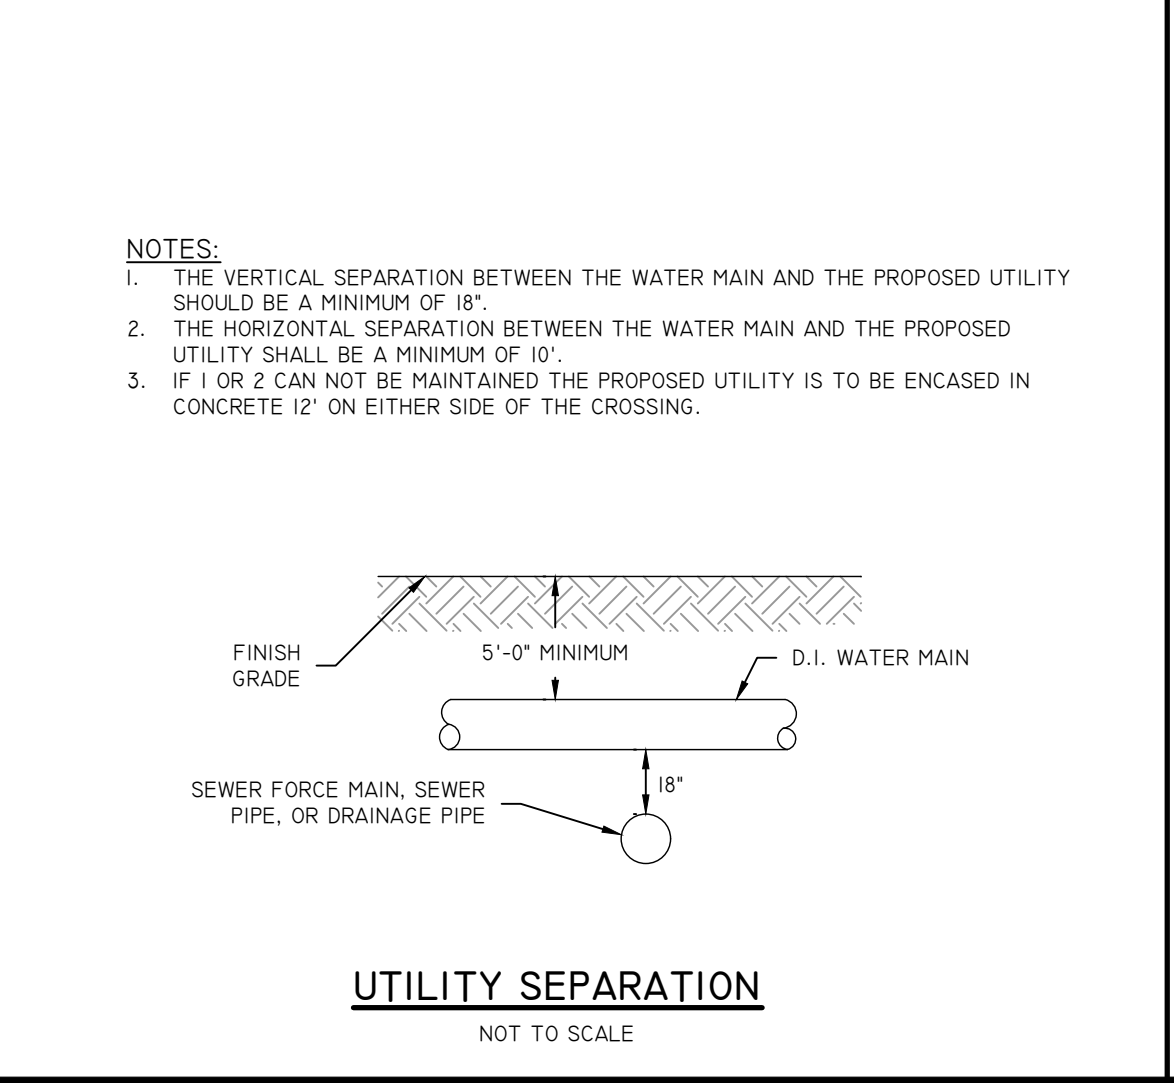 NOTES:
1. THE VERTICAL SEPARATION BETWEEN THE WATER MAIN AND THE PROPOSED UTILITY
SHOULD BE A MINIMUM OF 18".
2. THE HORIZONTAL SEPARATION BETWEEN THE WATER MAIN AND THE PROPOSED
UTILITY SHALL BE A MINIMUM OF 10'.
3. IF 1 OR 2 CAN NOT BE MAINTAINED THE PROPOSED UTILITY IS TO BE ENCASED IN
CONCRETE 12' ON EITHER SIDE OF THE CROSSING.
FINISH
GRADE
5'-0" MINIMUM
D.I. WATER MAIN
SEWER FORCE MAIN, SEWER
PIPE, OR DRAINAGE PIPE
18"
UTILITY SEPARATION
NOT TO SCALE